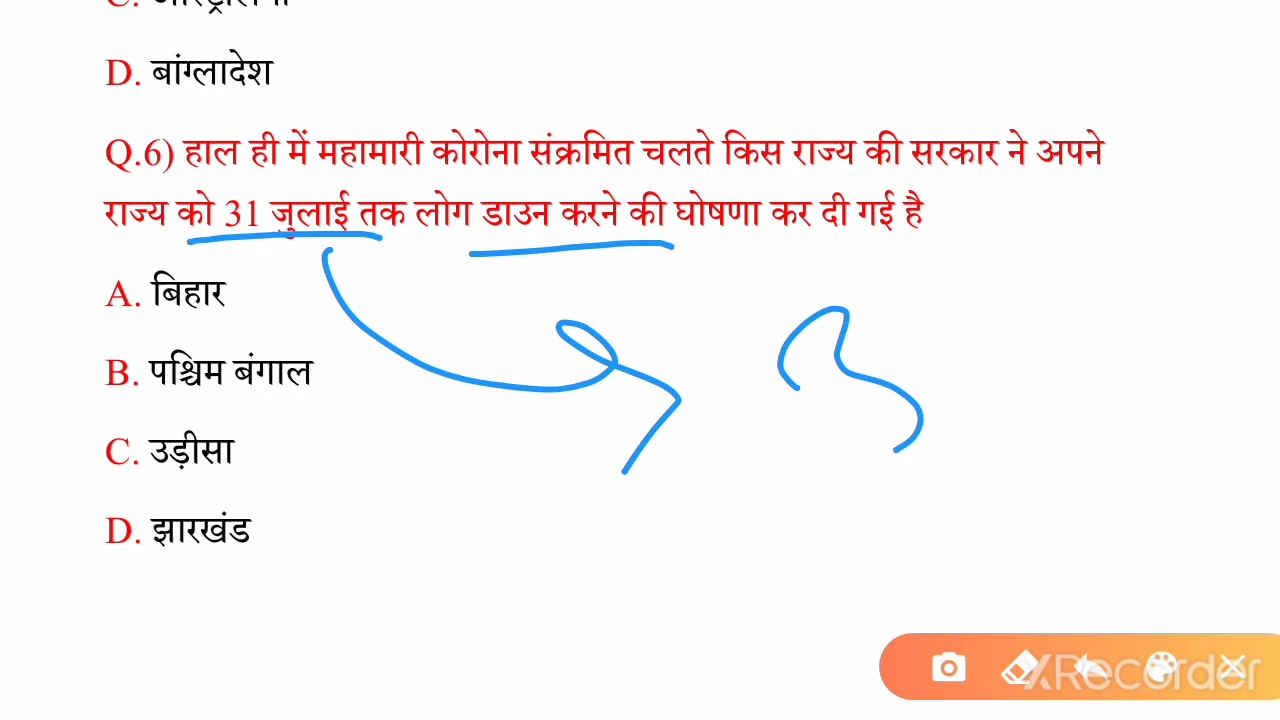 D. बांग्लादेश
Q.6) हाल ही में महामारी कोरोना संक्रमित चलते किस राज्य की सरकार ने अपने
राज्य को 31 जुलाई तक लोग डाउन करने की घोषणा कर दी गई है
A. बिहार
B. पश्चिम बंगाल
C. उड़ीसा
D. झारखंड
XRecorder